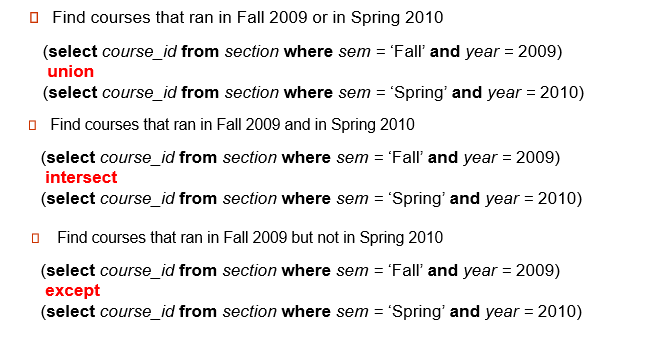 Find courses that ran in Fall 2009 or in Spring 2010
(select course_id from section where sem = ‘Fall’ and year = 2009)
union
(select course_id from section where sem = ‘Spring’ and year = 2010)
Find courses that ran in Fall 2009 and in Spring 2010
(select course_id from section where sem = ‘Fall’ and year = 2009)
intersect
(select course_id from section where sem = ‘Spring’ and year = 2010)
Find courses that ran in Fall 2009 but not in Spring 2010
(select course_id from section where sem = ‘Fall’ and year = 2009)
except
(select course_id from section where sem = ‘Spring’ and year = 2010)